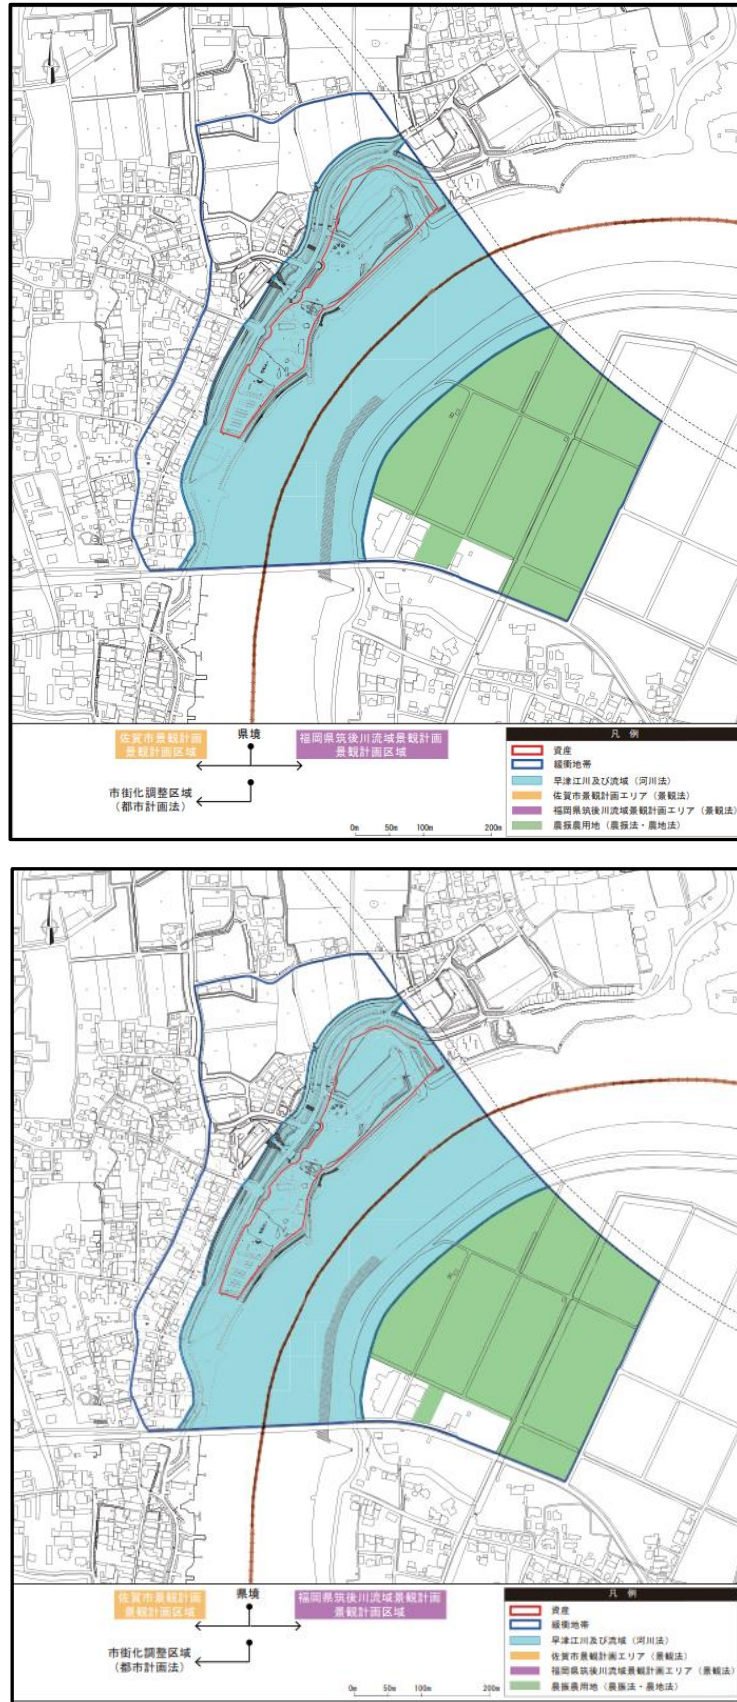 佐賀市景観計画
景観計画区域
県境
福岡県筑後川流域景観計画
景観計画区域
市街化調整区域
（都市計画法）
0m 50m 100m 200m
凡 例
資産
緩衝地帯
早津江川及び流域（河川法）
佐賀市景観計画エリア（景観法）
福岡県筑後川流域景観計画エリア（景観法）
農振農用地（農振法・農地法）
佐賀市景観計画
景観計画区域
県境
福岡県筑後川流域景観計画
景観計画区域
市街化調整区域
（都市計画法）
0m 50m 100m 200m
凡 例
資産
緩衝地帯
早津江川及び流域（河川法）
佐賀市景観計画エリア（景観法）
福岡県筑後川流域景観計画エリア（景観法）
農振農用地（農振法・農地法）